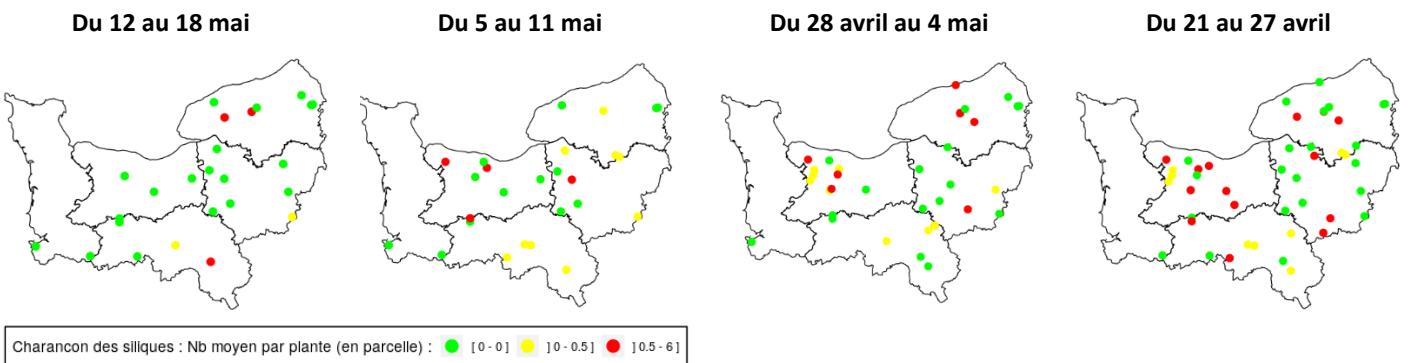 Du 12 au 18 mai
Du 5 au 11 mai
Du 28 avril au 4 mai
Du 21 au 27 avril
Charancon des siliques : Nb moyen par plante (en parcelle) : [ 0 - 0 ] ] 0 - 0.5 ] ] 0.5 - 6 ]